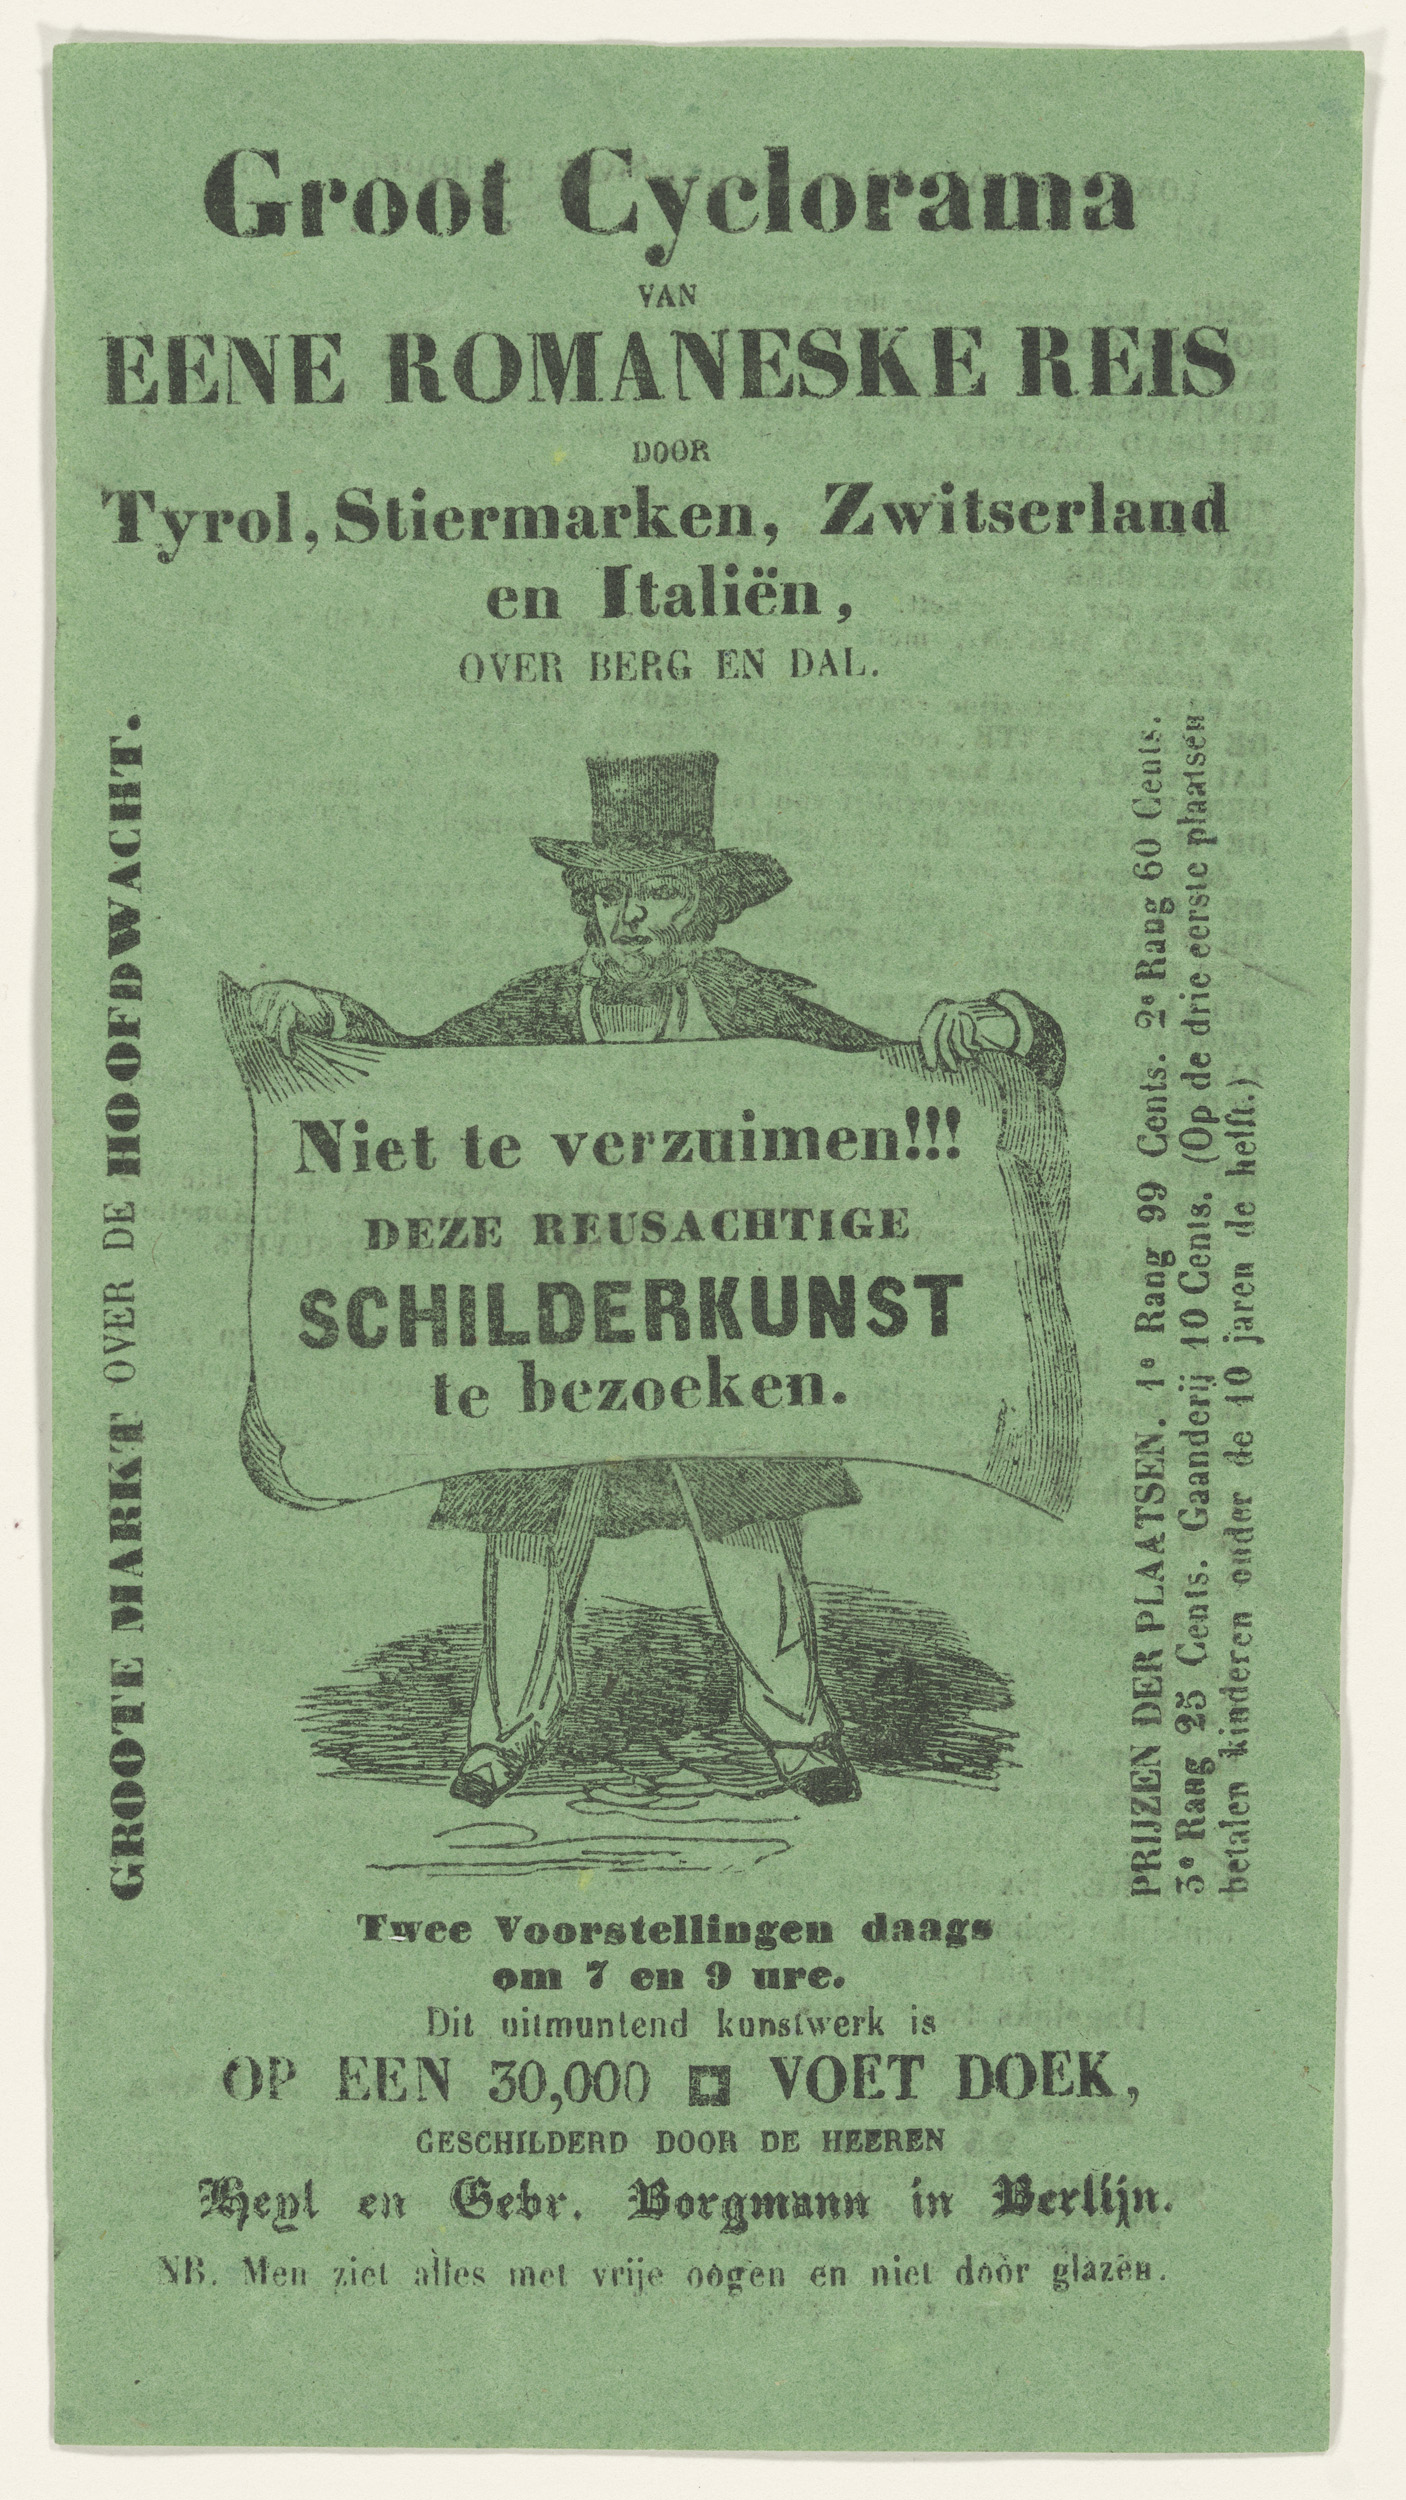 Groot Cyclorama
VAN
EENE ROMANESKE REIS
DOOR
Tyrol, Stiermarken, Zwitserland
en Italiën,
OVER BERG EN DAL.
GROOTE MARKT OVER DE HOOFDWACHT.
Niet te verzuimen!!!
DEZE REUSACHTIGE
SCHILDERKUNST
te bezoeken.
PRIJZEN DER PLAATSEN. 1e Rang 99 Cents. 2e Rang 60 Cents.
3e Rang 25 Cents. Gaanderij 10 Cents. (Op de drie eerste plaatsen
betalen kinderen onder de 10 jaren de helft.)
Twee Voorstellingen daags
om 7 en 9 ure.
Dit uitmuntend kunstwerk is
OP EEN 30,000 □ VOET DOEK,
GESCHILDERD DOOR DE HEEREN
Heyl en Gebr. Borgmann in Berlijn.
NB. Men ziet alles met vrije oogen en niet door glazen.